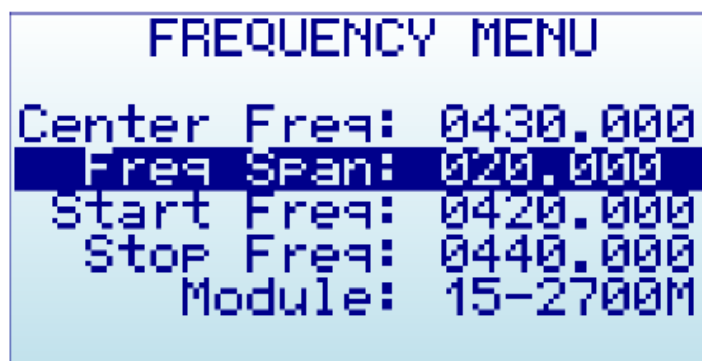 FREQUENCY MENU
Center Freq: 0430.000
Freq Span: 020.000
Start Freq: 0420.000
Stop Freq: 0440.000
Module: 15-2700M